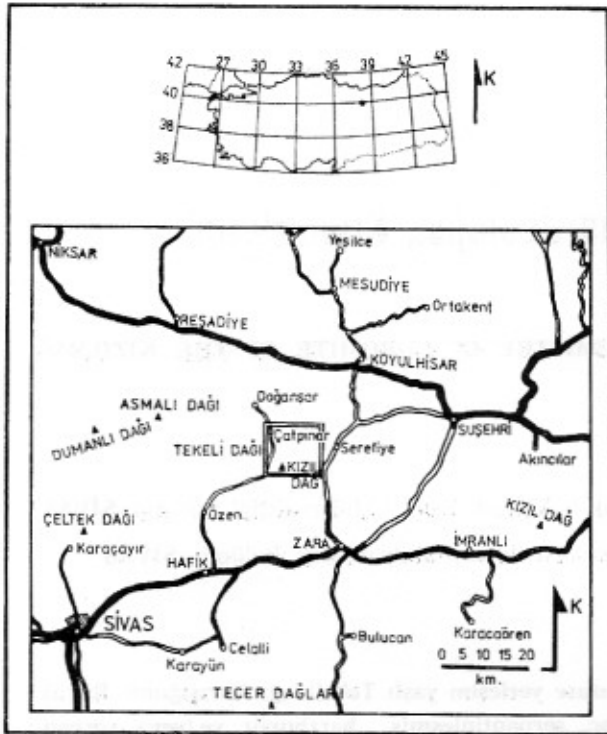 42 27 30 33 36 39 42 45
40
38
36
K
NİKSAR
Yeşilce
MESUDİYE
Ortakent
REŞADİYE
KOYULHİSAR
Doğanşar
ASMALI DAĞI
DUMANLI DAĞI
SUŞEHRİ
TEKELİ DAĞI
Çatpınar
Şerefiye
Akıncılar
KIZIL
DAĞ
Özen
KIZIL DAĞ
ÇELTEK DAĞI
Karaçayır
ZARA
İMRANLI
HAFİK
SİVAS
K
Karacaören
Bulucan
Celalli
Karayün
0 5 10 15 20
km.
TECER DAĞLAR